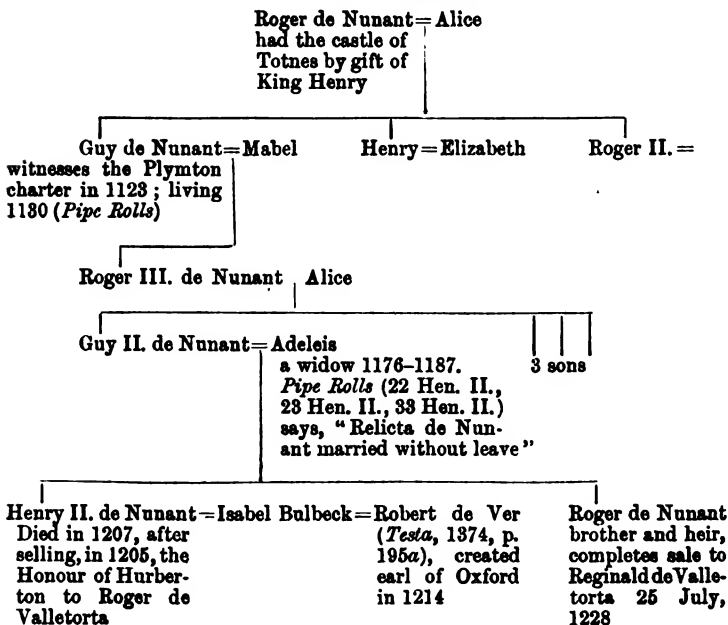 Roger de Nunant = Alice
had the castle of
Totnes by gift of
King Henry
Guy de Nunant = Mabel
witnesses the Plymton
charter in 1123 ; living
1130 (Pipe Rolls)
Henry = Elizabeth
Roger II. =
Roger III. de Nunant Alice
Guy II. de Nunant = Adeleis
a widow 1176–1187.
Pipe Rolls (22 Hen. II.,
23 Hen. II., 33 Hen. II.)
says, “Relicta de Nun-
ant married without leave”
3 sons
Henry II. de Nunant = Isabel Bulbeck = Robert de Ver
Died in 1207, after
selling, in 1205, the
Honour of Hurber-
ton to Roger de
Valletorta
(Testa, 1374, p.
195a), created
earl of Oxford
in 1214
Roger de Nunant
brother and heir,
completes sale to
Reginald de Valle-
torta 25 July,
1228